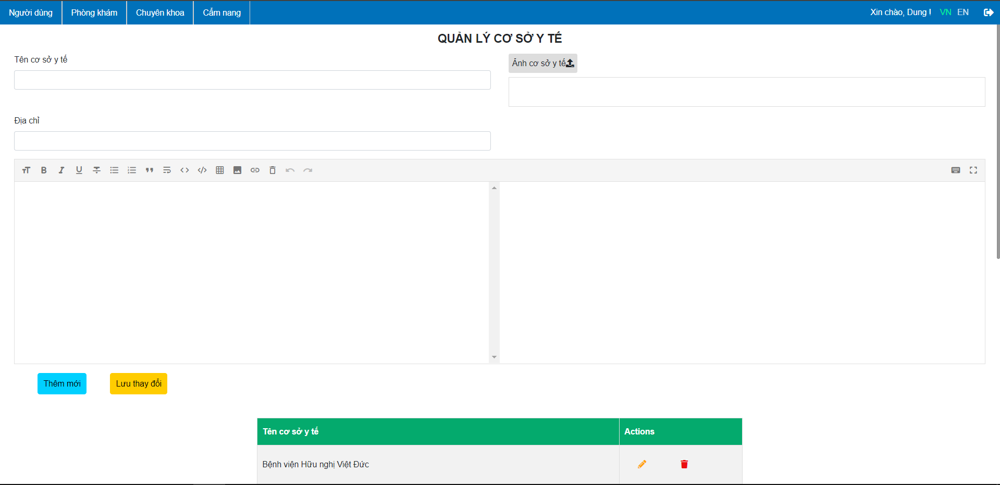 Người dùng Phòng khám Chuyên khoa Cẩm nang Xin chào, Dung ! VN EN
QUẢN LÝ CƠ SỞ Y TẾ
Tên cơ sở y tế
Ảnh cơ sở y tế
Địa chỉ
Thêm mới Lưu thay đổi
Tên cơ sở y tế Actions
Bệnh viện Hữu nghị Việt Đức